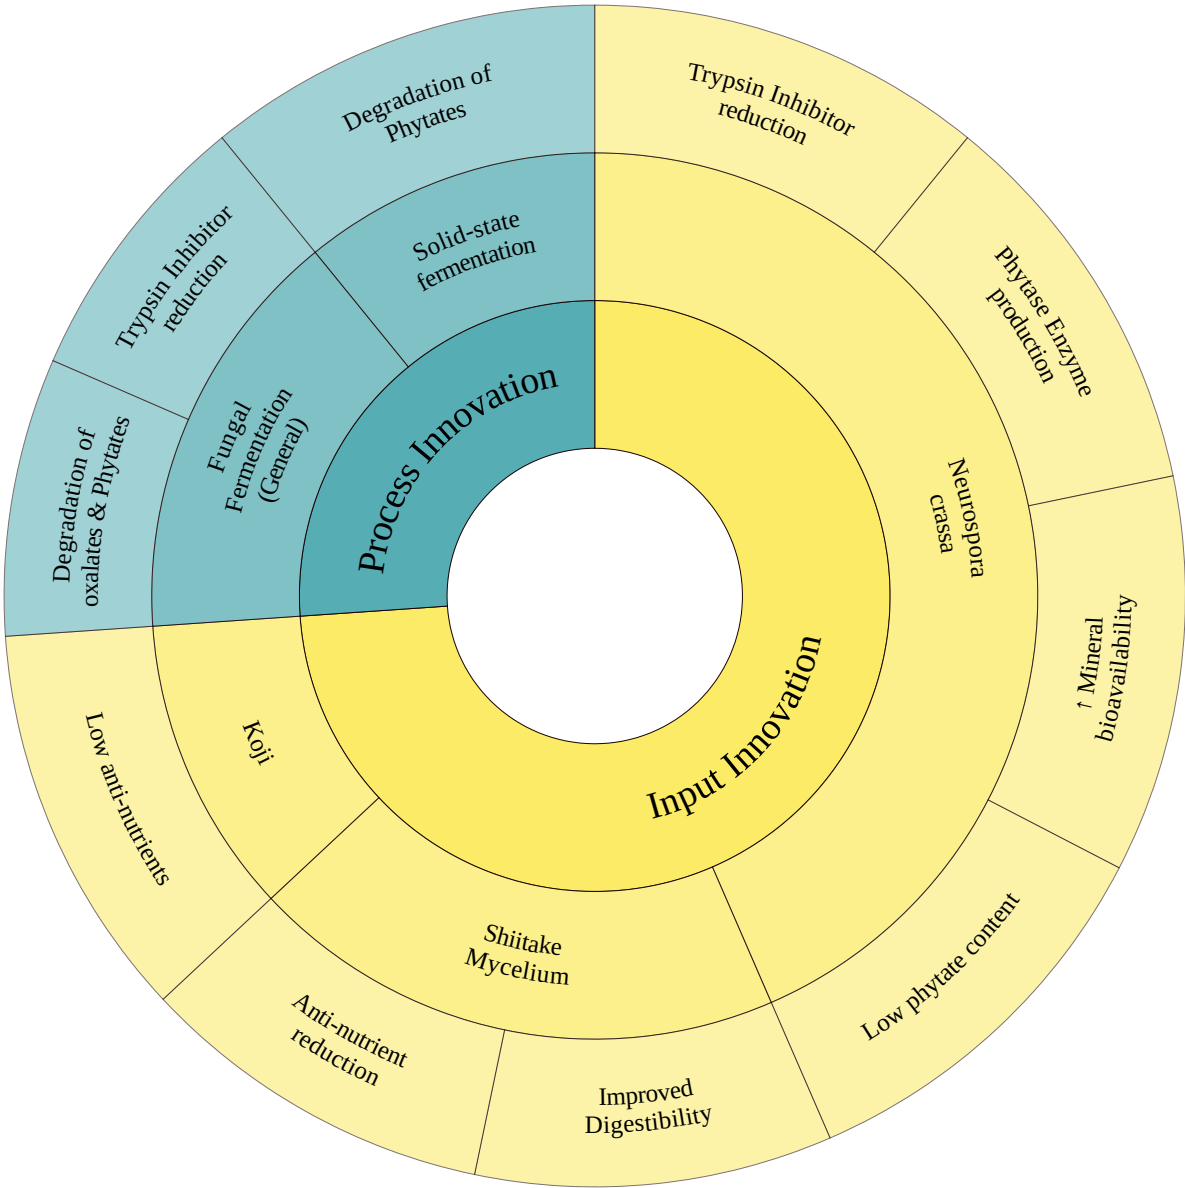 Process Innovation
Solid-state
fermentation
Degradation of
Phytates
Fungal
Fermentation
(General)
Trypsin Inhibitor
reduction
Degradation of
oxalates & Phytates
Input Innovation
Neurospora
crassa
Trypsin Inhibitor
reduction
Phytase Enzyme
production
↑ Mineral
bioavailability
Low phytate content
Shiitake
Mycelium
Improved
Digestibility
Anti-nutrient
reduction
Koji
Low anti-nutrients